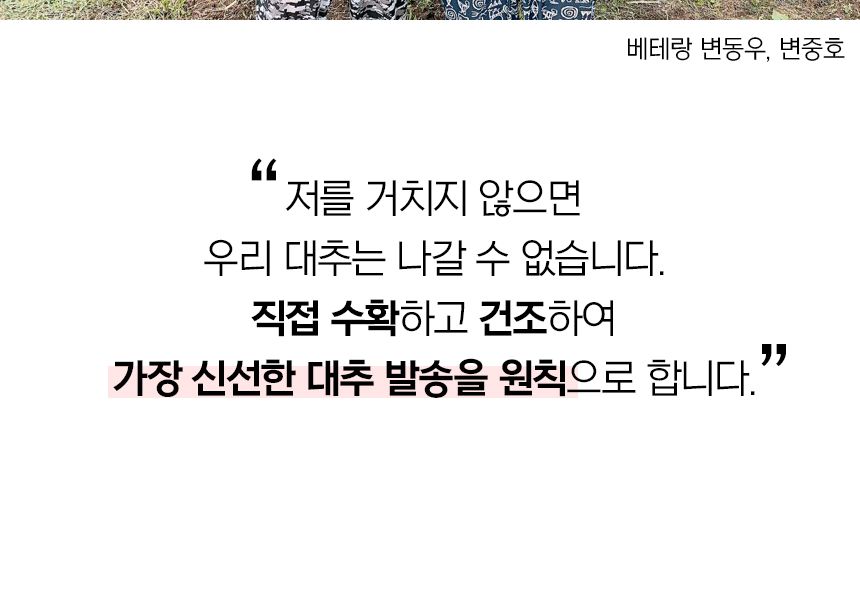 베테랑 변동우, 변중호
“ 저를 거치지 않으면
우리 대추는 나갈 수 없습니다.
직접 수확하고 건조하여
가장 신선한 대추 발송을 원칙으로 합니다.”